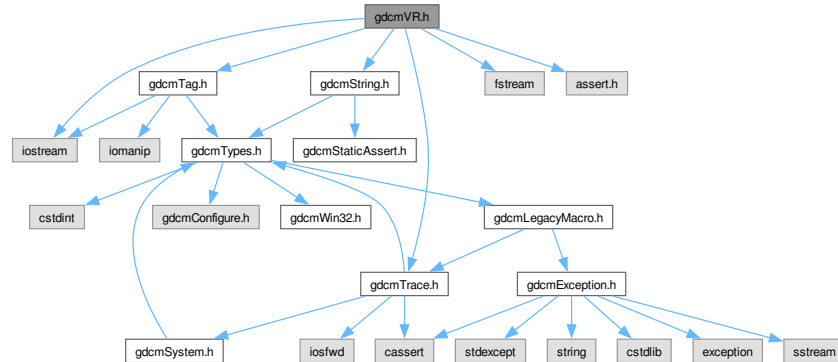 gdcmVR.h
gdcmTag.h
gdcmString.h
fstream
assert.h
iostream
iomanip
gdcmTypes.h
gdcmStaticAssert.h
cstdint
gdcmConfigure.h
gdcmWin32.h
gdcmLegacyMacro.h
gdcmTrace.h
gdcmException.h
gdcmSystem.h
iosfwd
cassert
stdexcept
string
cstdlib
exception
sstream